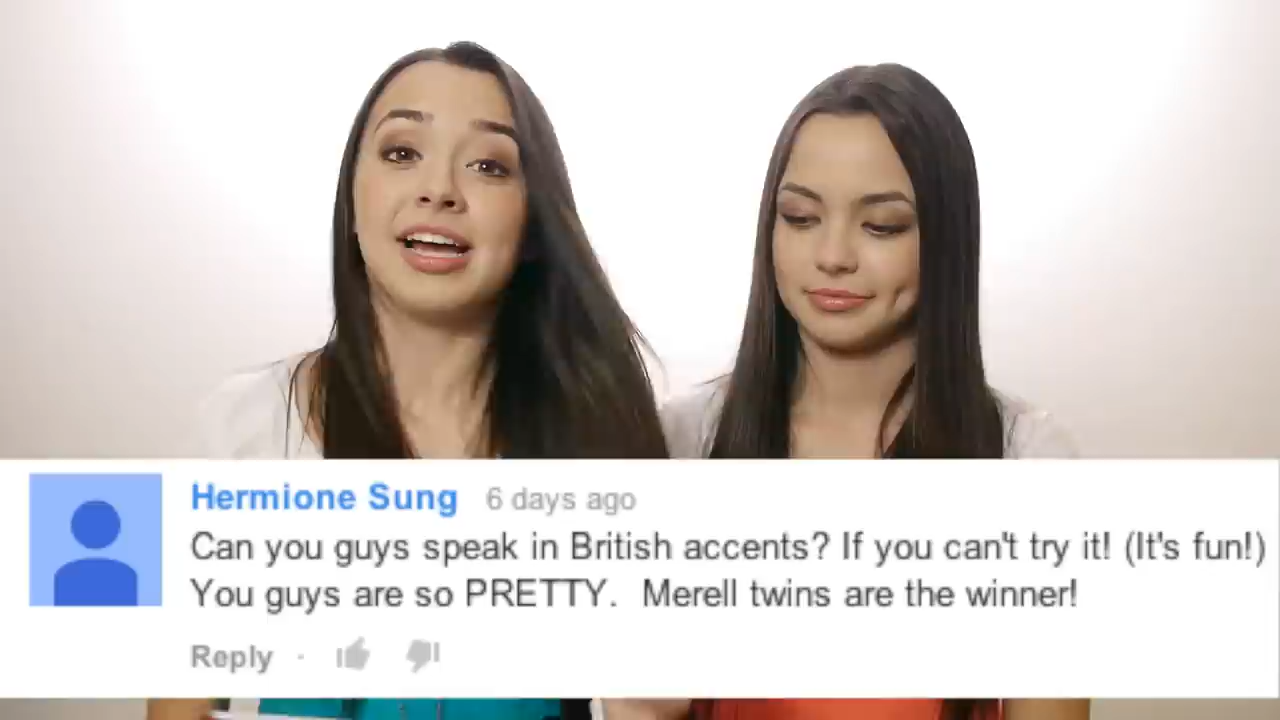 Hermione Sung 6 days ago
Can you guys speak in British accents? If you can't try it! (It's fun!)
You guys are so PRETTY.  Merell twins are the winner!
Reply ·